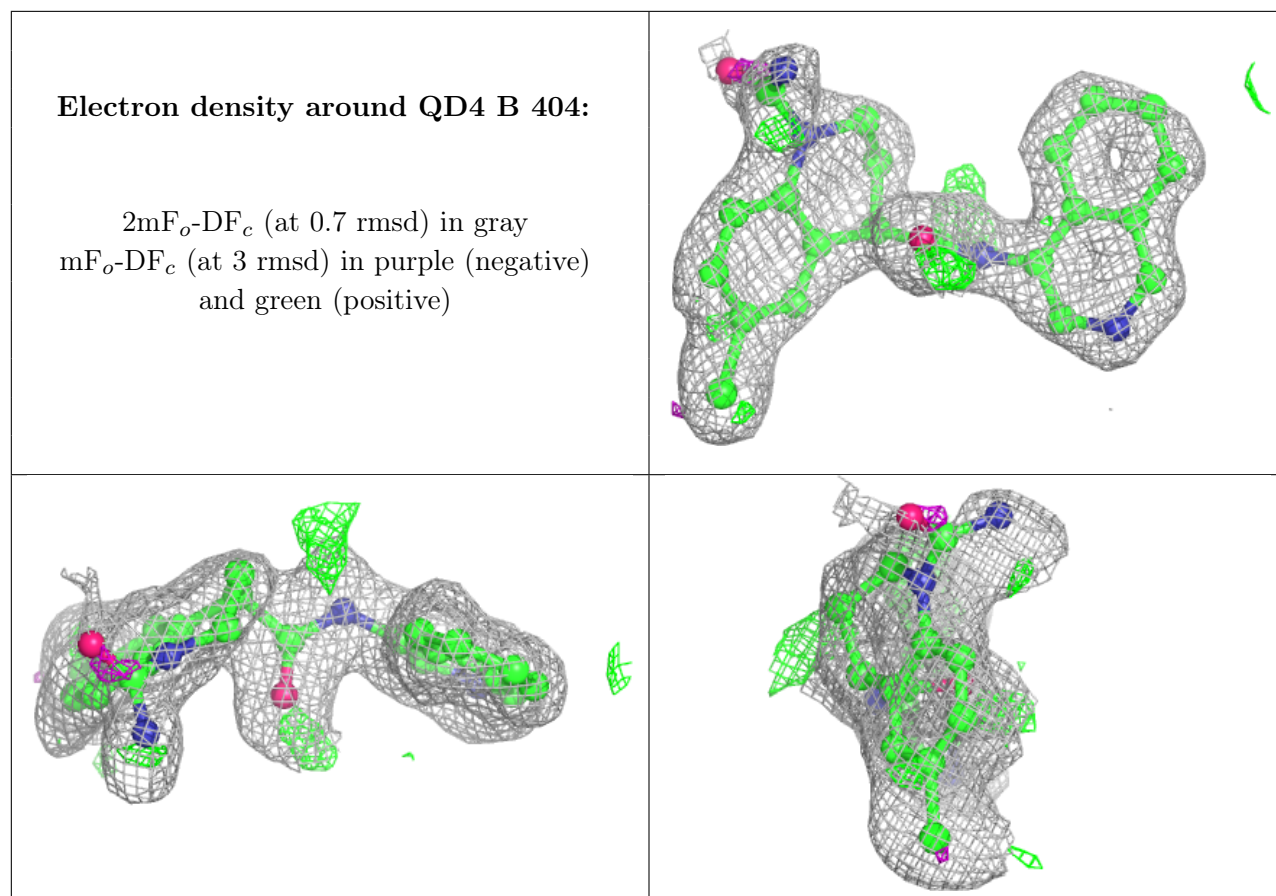 Electron density around QD4 B 404:
2mFo-DFc (at 0.7 rmsd) in gray
mFo-DFc (at 3 rmsd) in purple (negative)
and green (positive)